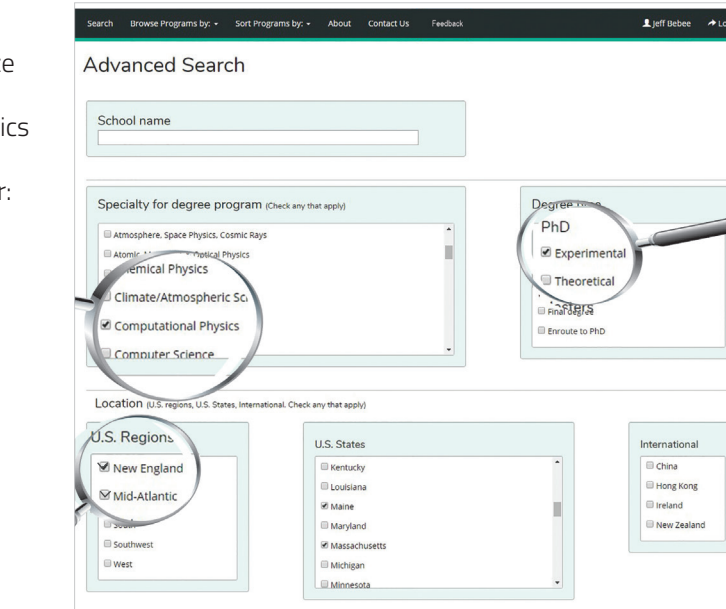 Search Browse Programs by: Sort Programs by: About Contact Us Feedback Jeff Bebee
Advanced Search
ics
r:
School name
Specialty for degree program (Check any that apply)
Atmosphere, Space Physics, Cosmic Rays
Atomic, Optical Physics
Chemical Physics
Climate/Atmospheric
Computational Physics
Computer Science
Degree
PhD
Experimental
Theoretical
Masters
Final degree
Enroute to PhD
Location (U.S. regions, U.S. States, International. Check any that apply)
U.S. Regions
New England
Mid-Atlantic
South
Southwest
West
U.S. States
Kentucky
Louisiana
Maine
Maryland
Massachusetts
Michigan
Minnesota
International
China
Hong Kong
Ireland
New Zealand